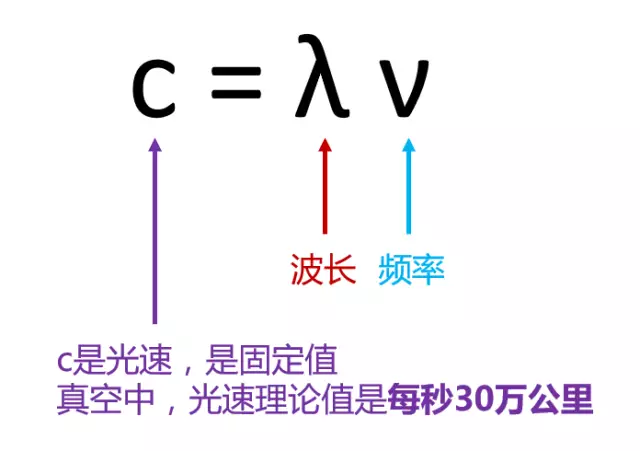 c = λ ν
波长 频率
c是光速，是固定值
真空中，光速理论值是每秒30万公里